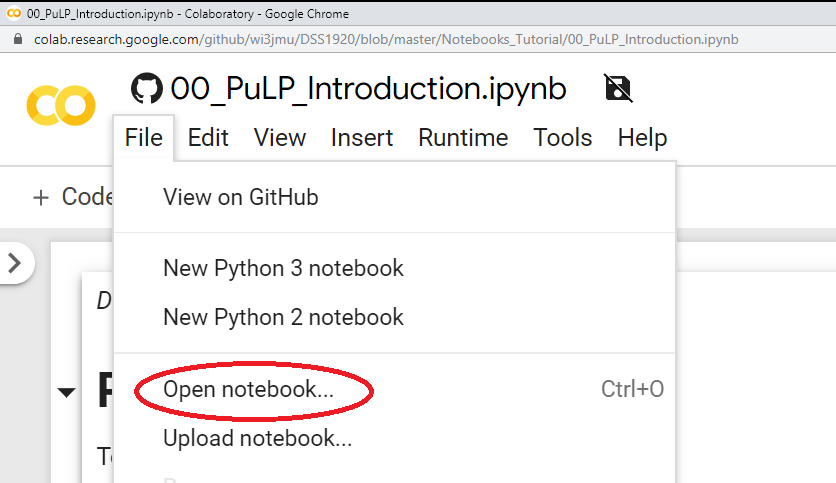 00_PuLP_Introduction.ipynb - Colaboratory - Google Chrome
colab.research.google.com/github/wi3jmu/DSS1920/blob/master/Notebooks_Tutorial/00_PuLP_Introduction.ipynb
00_PuLP_Introduction.ipynb
File Edit View Insert Runtime Tools Help
+ Code
View on GitHub
New Python 3 notebook
New Python 2 notebook
Open notebook... Ctrl+O
Upload notebook...